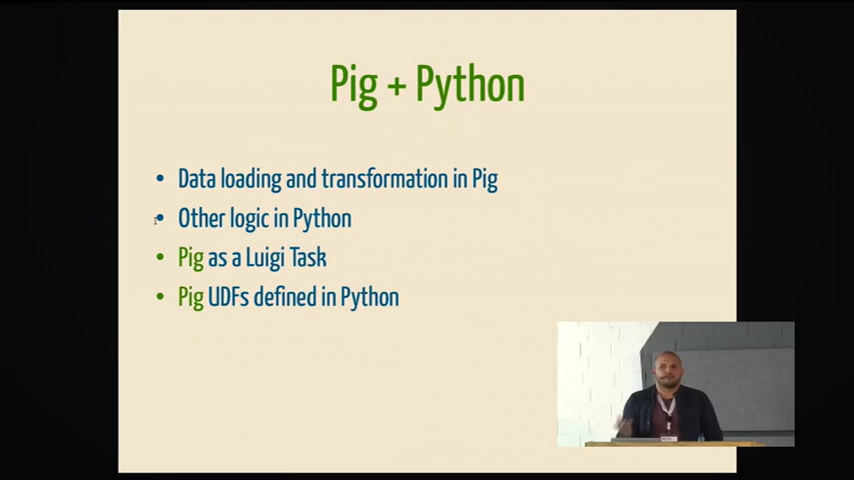 Pig + Python
• Data loading and transformation in Pig
• Other logic in Python
• Pig as a Luigi Task
• Pig UDFs defined in Python